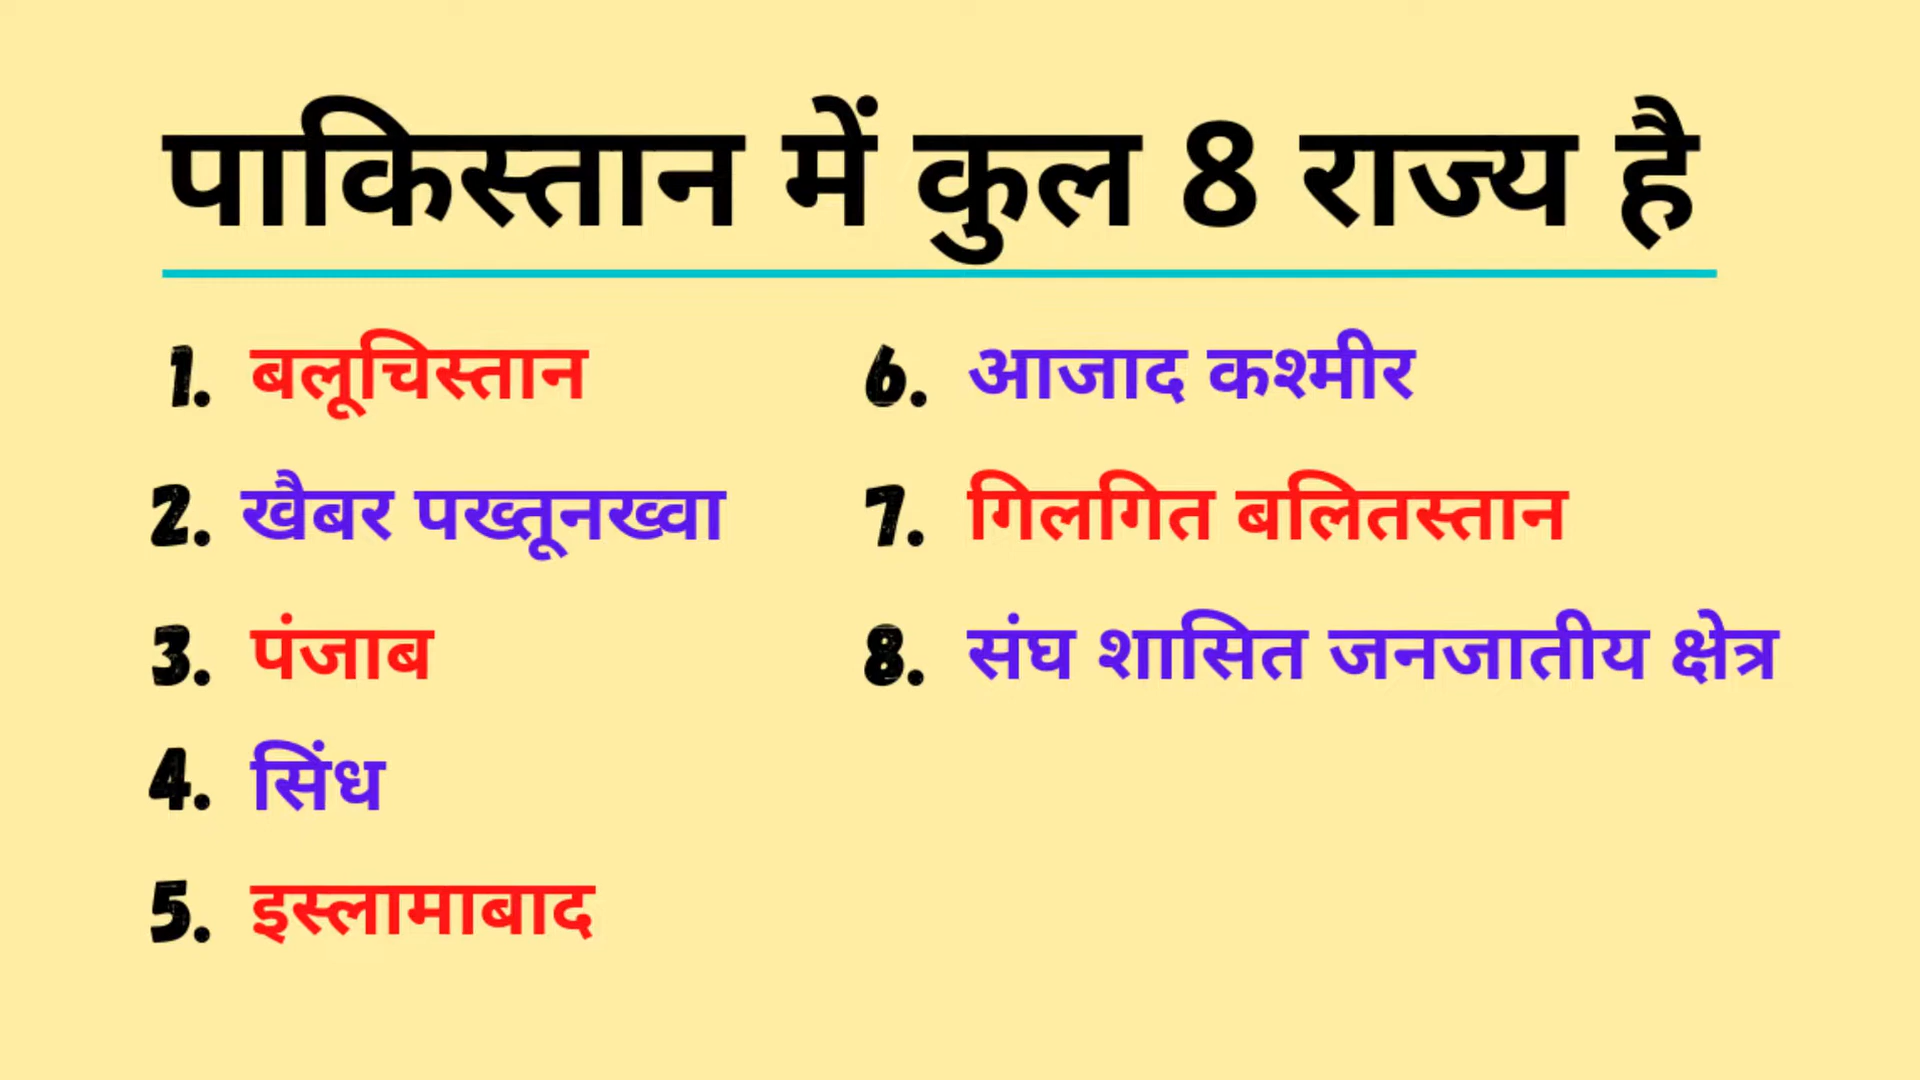 पाकिस्तान में कुल 8 राज्य है
1. बलूचिस्तान
2. खैबर पख्तूनख्वा
3. पंजाब
4. सिंध
5. इस्लामाबाद
6. आजाद कश्मीर
7. गिलगित बलितस्तान
8. संघ शासित जनजातीय क्षेत्र